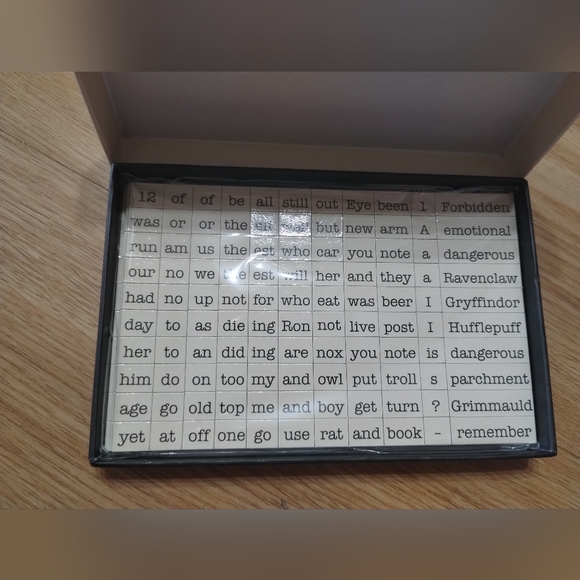 12 of of be all still out Eye been 1 Forbidden
was or or the but new arm A emotional
run am us the est who car you note a dangerous
our no we the est will her and they a Ravenclaw
had no up not for who eat was beer I Gryffindor
day to as die ing Ron not live post I Hufflepuff
her to an did ing are nox you note is dangerous
him do on too my and owl put troll s parchment
age go old top me and boy get turn ? Grimmauld
yet at off one go use rat and book - remember